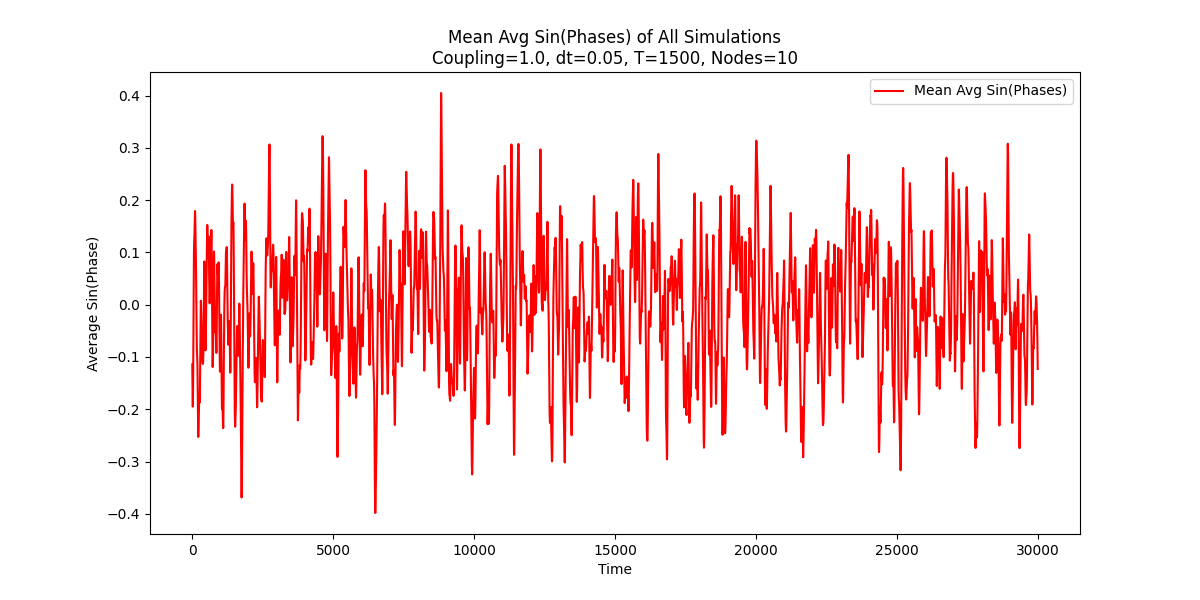 Mean Avg Sin(Phases) of All Simulations
Coupling=1.0, dt=0.05, T=1500, Nodes=10
Mean Avg Sin(Phases)
Average Sin(Phase)
0.4
0.3
0.2
0.1
0.0
−0.1
−0.2
−0.3
−0.4
0 5000 10000 15000 20000 25000 30000
Time